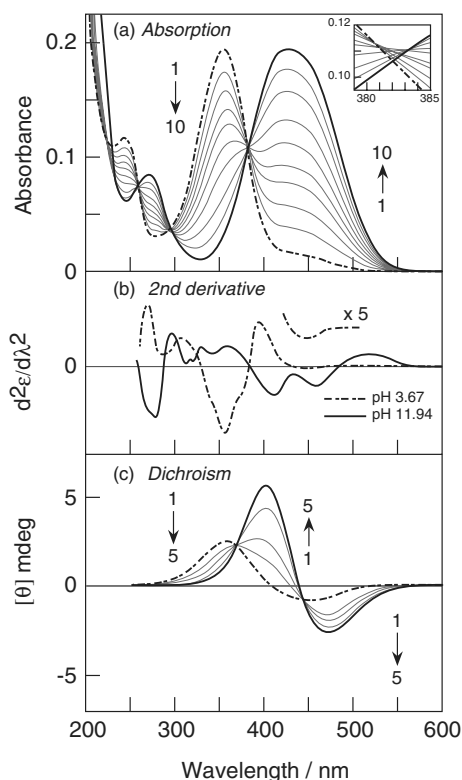 (a) Absorption
0.2
0.1
0
Absorbance
1
10
10
1
0.12
0.10
380
385
(b) 2nd derivative
x 5
0
d²ε/dλ²
pH 3.67
pH 11.94
(c) Dichroism
5
0
-5
[θ] mdeg
1
5
5
1
1
5
200
300
400
500
600
Wavelength / nm